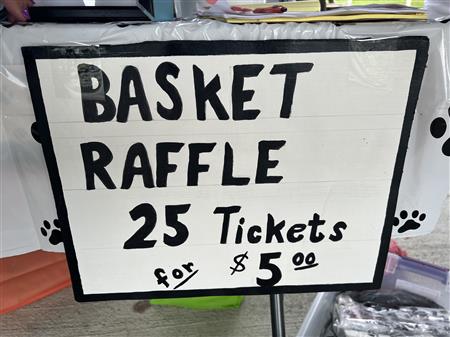 BASKET
RAFFLE
25 Tickets
for $5.00